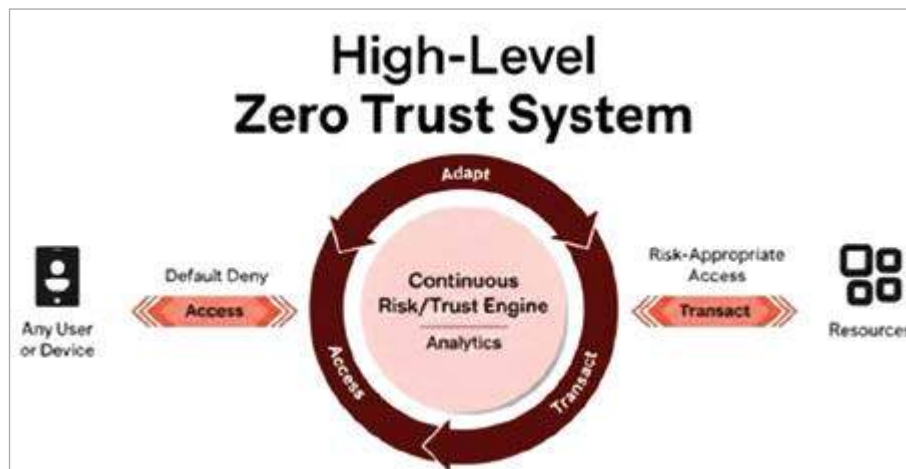 High-Level
Zero Trust System
Adapt
Default Deny
Access
Any User
or Device
Continuous
Risk/Trust Engine
Analytics
Access
Transact
Risk-Appropriate
Access
Transact
Resources